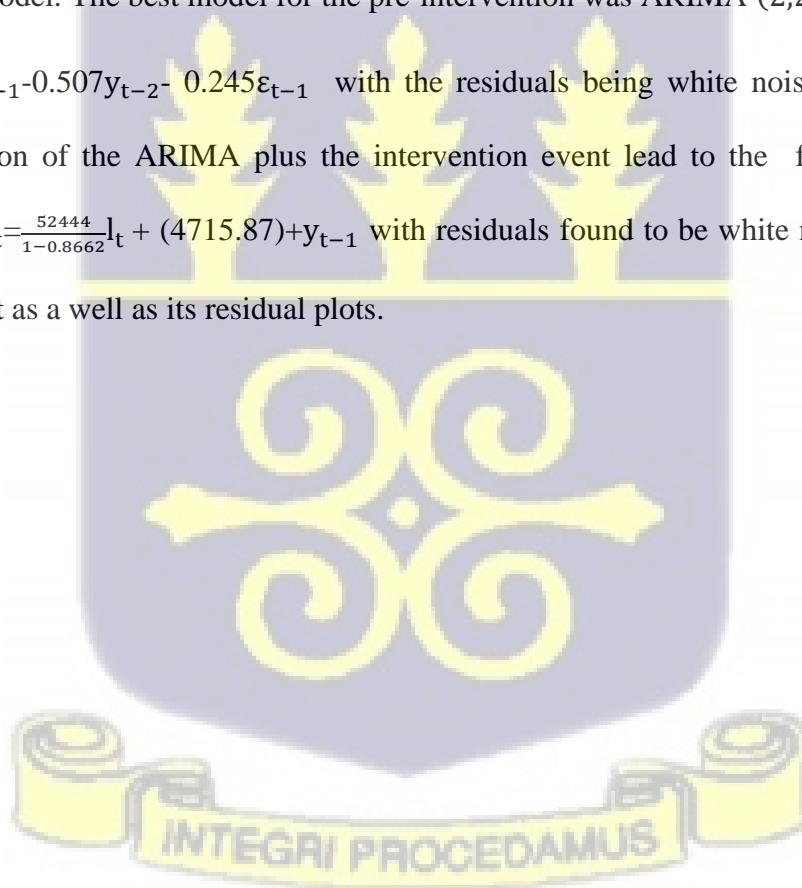 odel. The best model for the pre-intervention was ARIMA (2,2
−1-0.507yt−2- 0.245εt−1 with the residuals being white nois
on of the ARIMA plus the intervention event lead to the f
=52444/1−0.8662 lt + (4715.87)+yt−1 with residuals found to be white
t as a well as its residual plots.
INTEGRI PROCEDAMUS